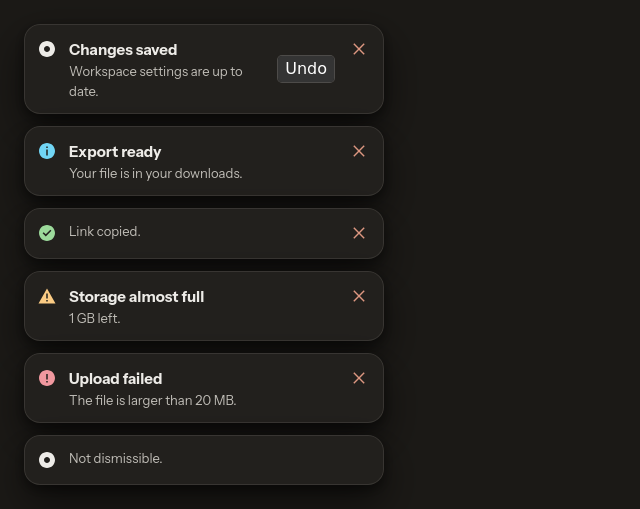 Changes saved
Workspace settings are up to
date.
Undo
Export ready
Your file is in your downloads.
Link copied.
Storage almost full
1 GB left.
Upload failed
The file is larger than 20 MB.
Not dismissible.